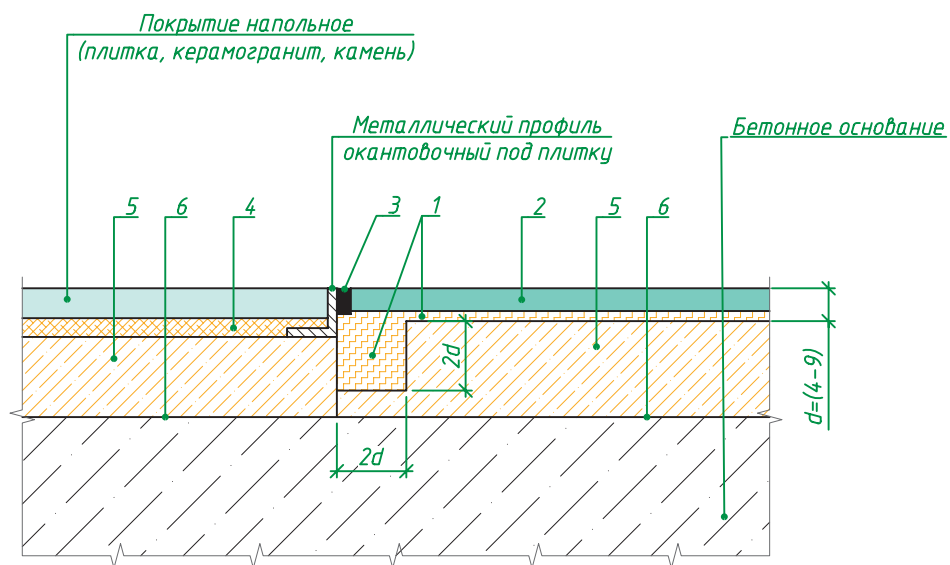 Покрытие напольное
(плитка, керамогранит, камень)
Металлический профиль
окантовочный под плитку
Бетонное основание
5 6 4 3 1 2 5 6
2d
d=(4-9)
2d